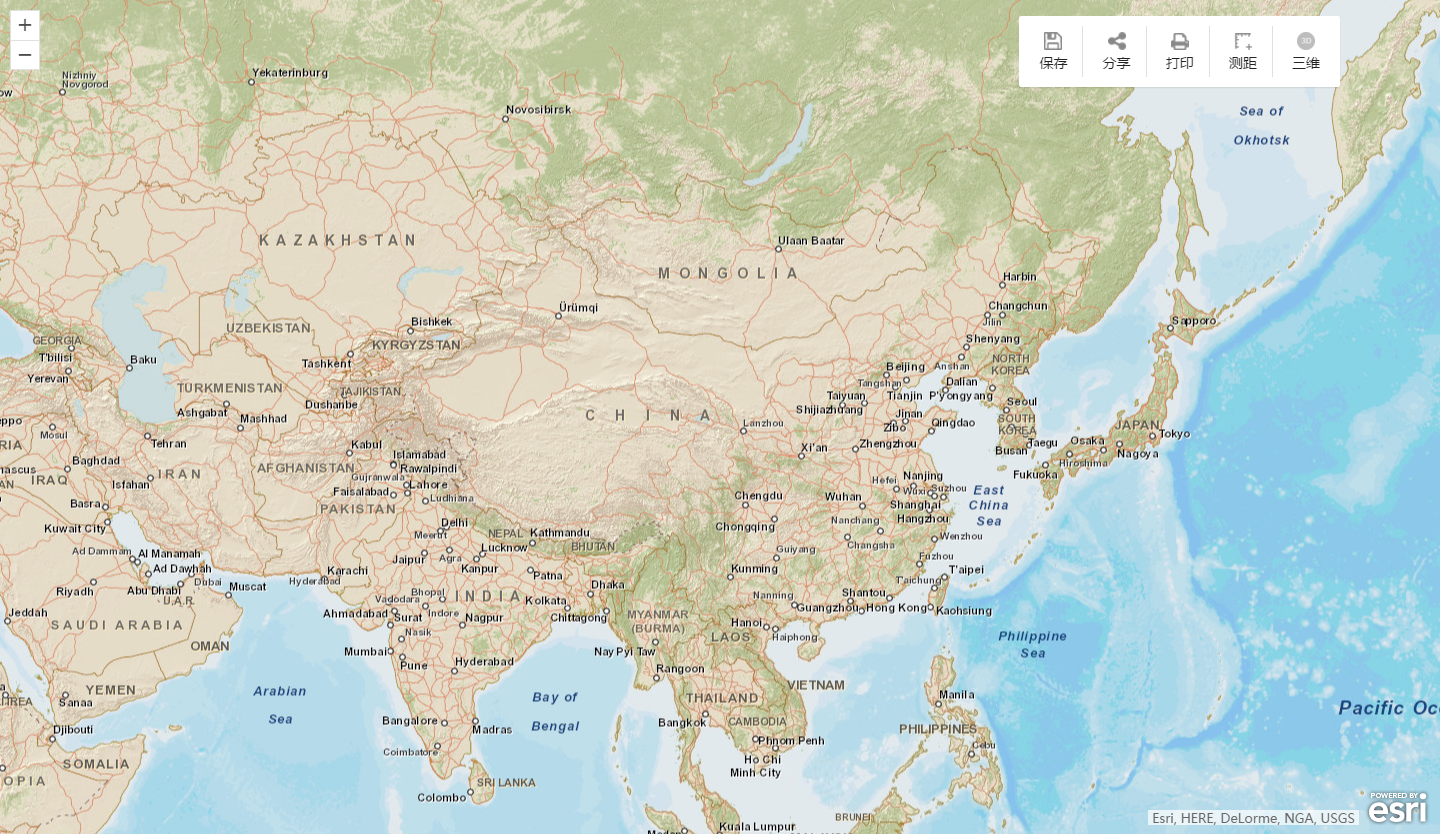 +
−
保存
分享
打印
测距
3D
三维
Nizhniy
Novgorod
ow
Yekaterinburg
Novosibirsk
Sea of
Okhotsk
KAZAKHSTAN
Ulaan Baatar
MONGOLIA
Harbin
Changchun
Jilin
Ürümqi
Bishkek
Sapporo
UZBEKISTAN
GEORGIA
KYRGYZSTAN
Shenyang
T'bilisi
Baku
Tashkent
NORTH
KOREA
Beijing
Anshan
Yerevan
TURKMENISTAN
TAJIKISTAN
Tangshan
Dalian
Taiyuan
Tianjin
P'yongyang
Dushanbe
Ashgabat
Mashhad
Shijiazhuang
Jinan
Seoul
eppo
CHINA
Lanzhou
Zibo
Qingdao
SOUTH
KOREA
JAPAN
Mosul
Tehran
Kabul
Xi'an
Zhengzhou
Taegu
Osaka
Tokyo
RIA
Islamabad
Busan
Nagoya
Baghdad
IRAN
AFGHANISTAN
Rawalpindi
Hiroshima
mascus
IRAQ
Gujranwala
Fukuoka
AN
Isfahan
Lahore
Hefei
Nanjing
Faisalabad
Ludhiana
Wuxi
Suzhou
East
China
Sea
Basra
PAKISTAN
Chengdu
Wuhan
Shanghai
Kuwait City
Delhi
Chongqing
Nanchang
Hangzhou
Meerut
NEPAL
Kathmandu
Wenzhou
Ad Dammam
Al Manamah
Jaipur
Agra
Lucknow
BHUTAN
Guiyang
Changsha
Fuzhou
Ad Dawhah
Karachi
Kanpur
Patna
Kunming
T'aipei
Riyadh
Abu Dhabi
Dubai
Muscat
Hyderabad
Bhopal
Dhaka
T'aichung
U.A.R.
Vadodara
INDIA
Kolkata
Nanning
Shantou
Jeddah
Ahmadabad
Surat
Indore
Nagpur
Chittagong
MYANMAR
(BURMA)
Guangzhou
Hong Kong
Kaohsiung
SAUDI ARABIA
Hanoi
Haiphong
LAOS
Nasik
Philippine
Sea
OMAN
Mumbai
Nay Pyi Taw
Pune
Hyderabad
Rangoon
YEMEN
Arabian
Sea
Bay of
Bengal
THAILAND
VIETNAM
Manila
a
TREA
Sanaa
Pacific Oc
Djibouti
Bangalore
Madras
Bangkok
CAMBODIA
PHILIPPINES
Coimbatore
Phnom Penh
Cebu
SOMALIA
Ho Chi
Minh City
OPIA
SRI LANKA
Colombo
BRUNEI
Kuala Lumpur
Medan
Esri, HERE, DeLorme, NGA, USGS
POWERED BY
esri